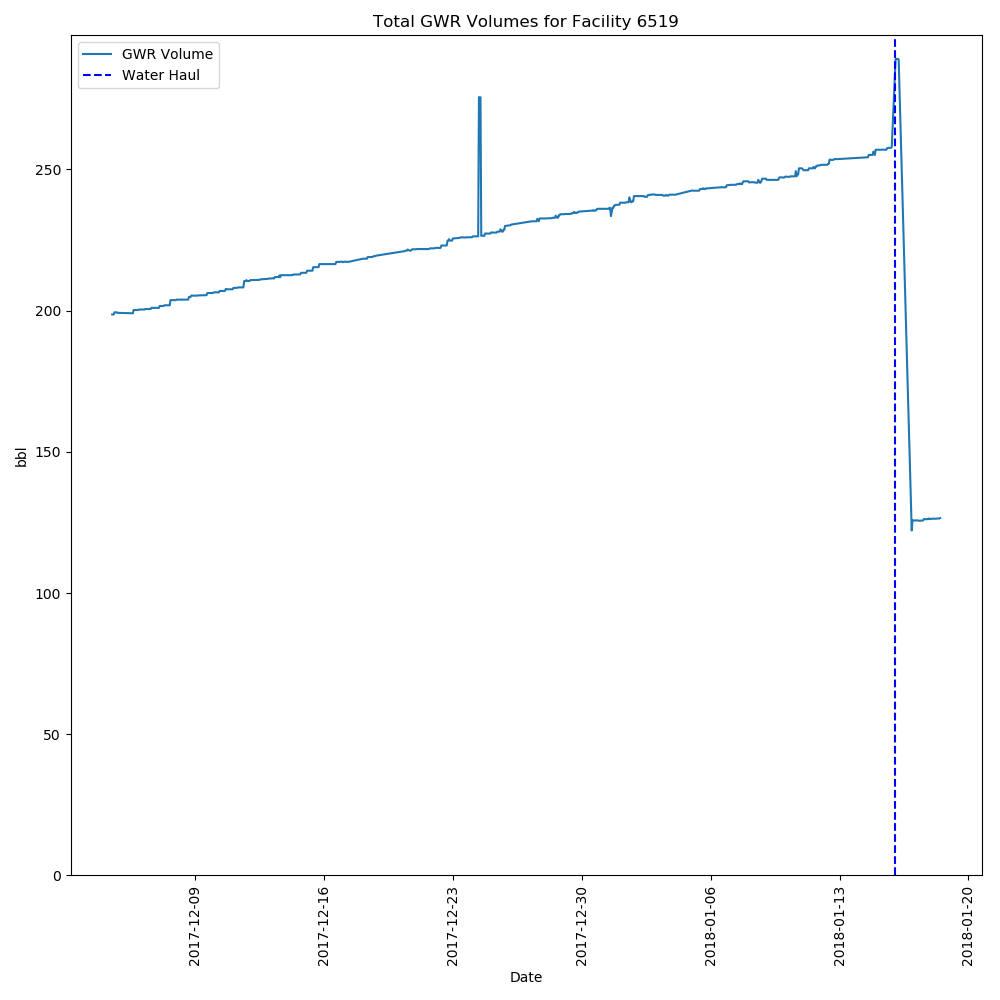 Total GWR Volumes for Facility 6519
GWR Volume
Water Haul
250
200
150
100
50
0
bbl
2017-12-09
2017-12-16
2017-12-23
2017-12-30
2018-01-06
2018-01-13
2018-01-20
Date